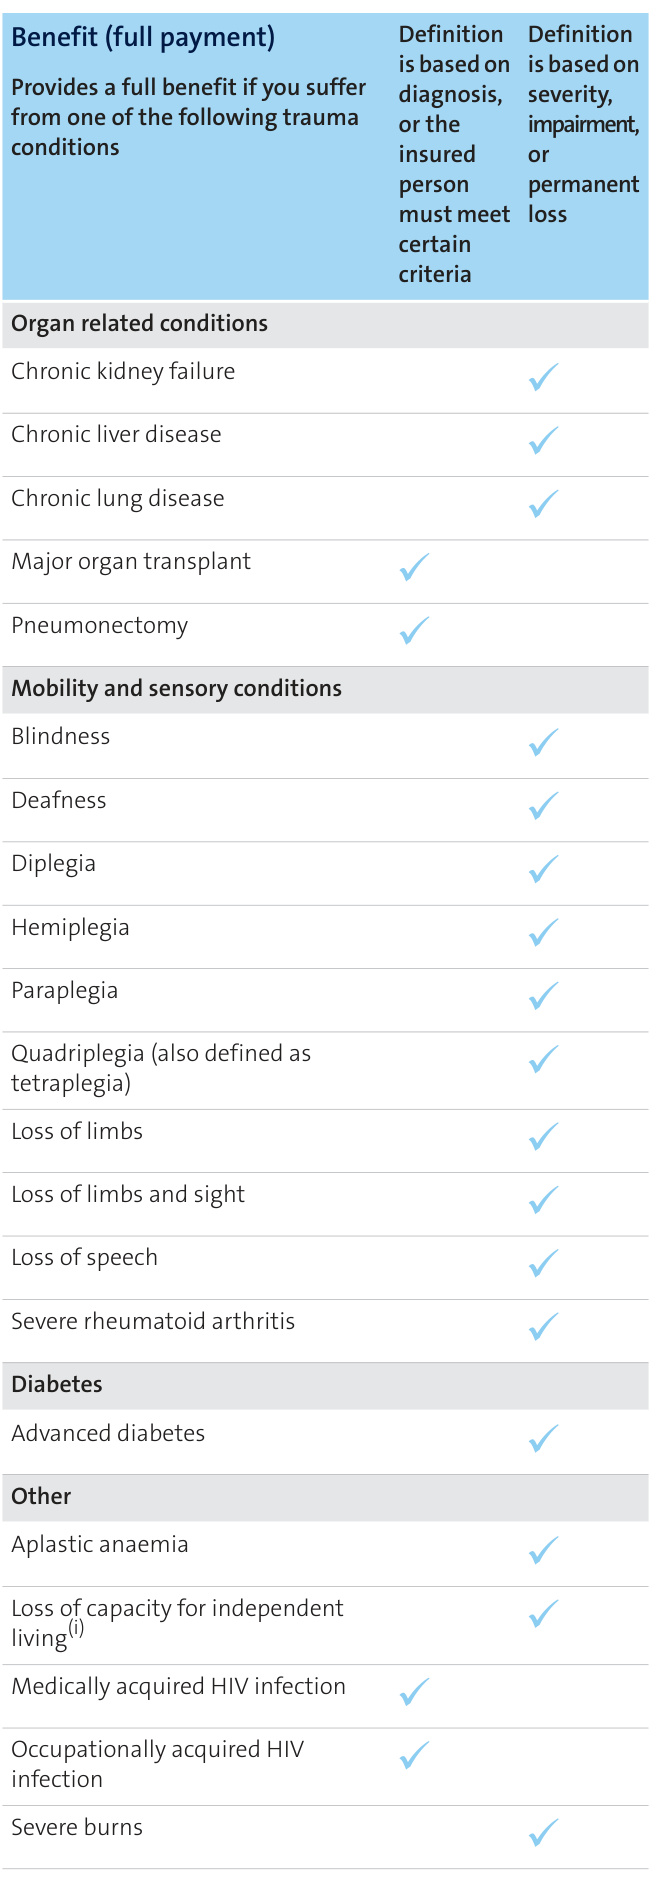 Benefit (full payment)
Provides a full benefit if you suffer
from one of the following trauma
conditions
Definition
is based on
diagnosis,
or the
insured
person
must meet
certain
criteria
Definition
is based on
severity,
impairment,
or
permanent
loss
Organ related conditions
Chronic kidney failure
Chronic liver disease
Chronic lung disease
Major organ transplant
Pneumonectomy
Mobility and sensory conditions
Blindness
Deafness
Diplegia
Hemiplegia
Paraplegia
Quadriplegia (also defined as
tetraplegia)
Loss of limbs
Loss of limbs and sight
Loss of speech
Severe rheumatoid arthritis
Diabetes
Advanced diabetes
Other
Aplastic anaemia
Loss of capacity for independent
living(i)
Medically acquired HIV infection
Occupationally acquired HIV
infection
Severe burns